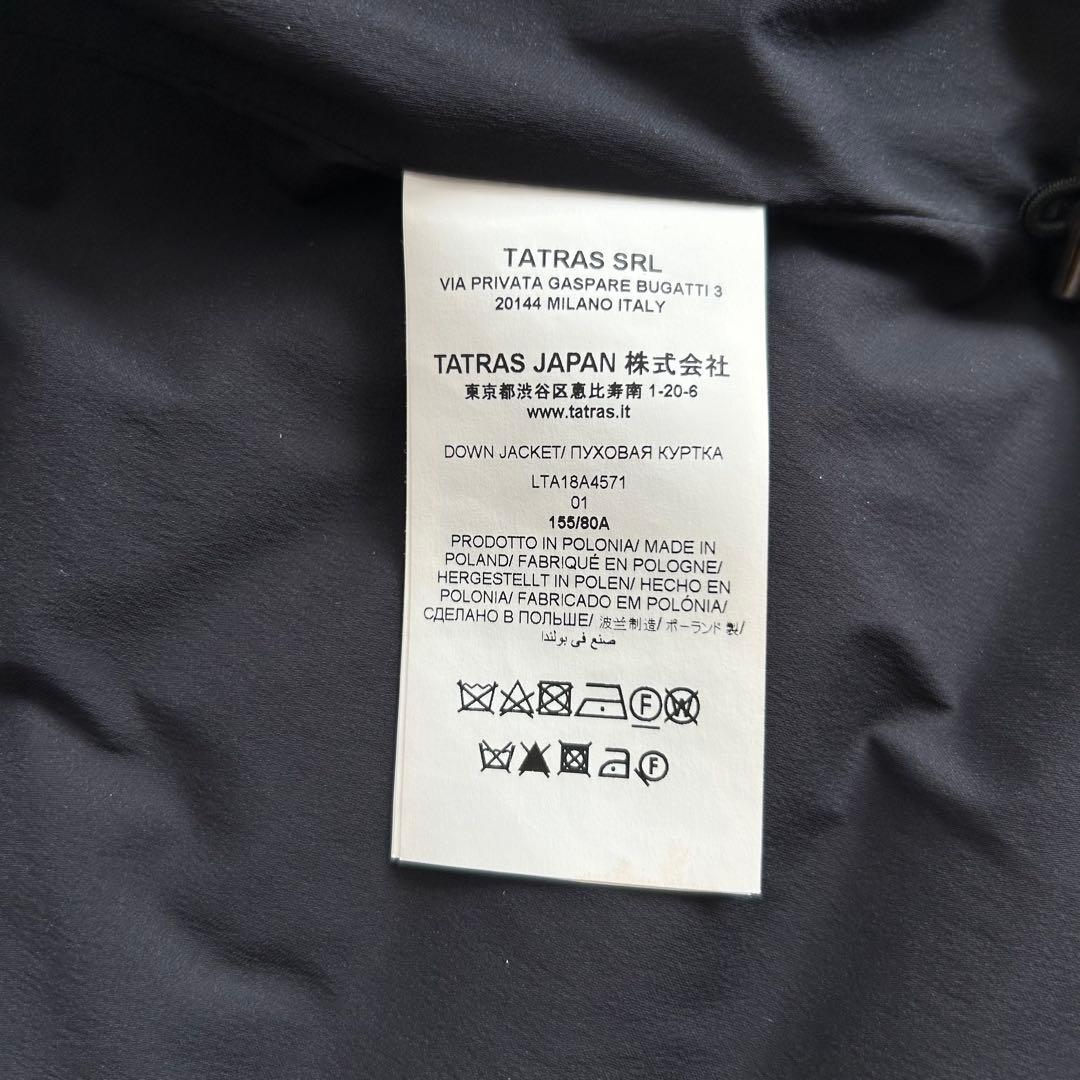 TATRAS SRL
VIA PRIVATA GASPARE BUGATTI 3
20144 MILANO ITALY
TATRAS JAPAN 株式会社
東京都渋谷区恵比寿南 1-20-6
www.tatras.it
DOWN JACKET/ ПУХОВАЯ КУРТКА
LTA18A4571
01
155/80A
PRODOTTO IN POLONIA/ MADE IN
POLAND/ FABRIQUÉ EN POLOGNE/
HERGESTELLT IN POLEN/ HECHO EN
POLONIA/ FABRICADO EM POLÓNIA/
СДЕЛАНО В ПОЛЬШЕ/ 波兰制造/ ポーランド製/
صنع في بولندا
F W
F